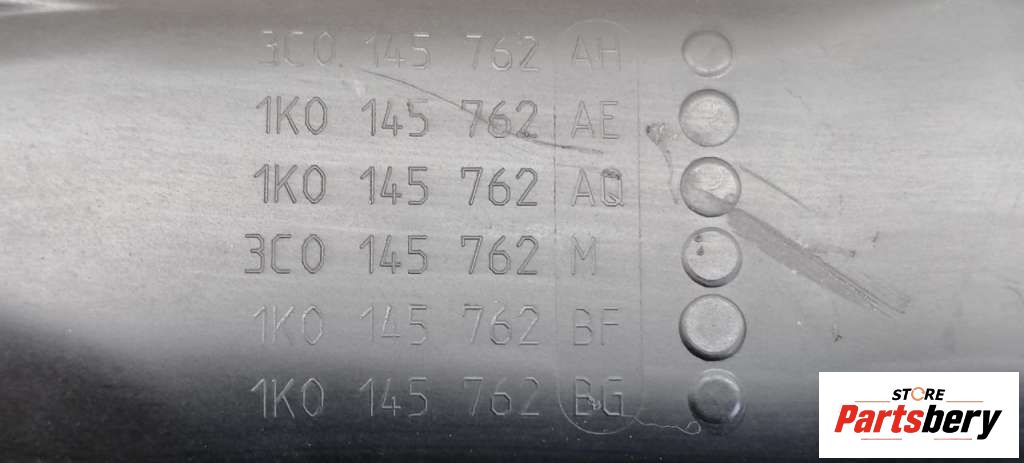 3C0 145 762 AH
1K0 145 762 AE
1K0 145 762 AQ
3C0 145 762 M
1K0 145 762 BF
1K0 145 762 BG
STORE
Partsbery